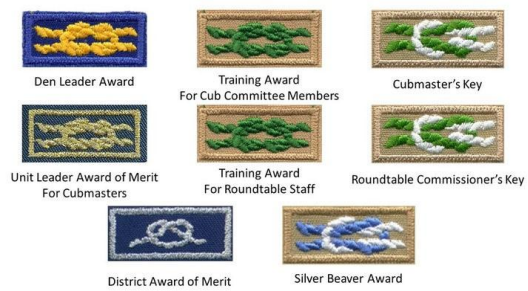 Den Leader Award
Training Award
For Cub Committee Members
Cubmaster's Key
Unit Leader Award of Merit
For Cubmasters
Training Award
For Roundtable Staff
Roundtable Commissioner's Key
District Award of Merit
Silver Beaver Award